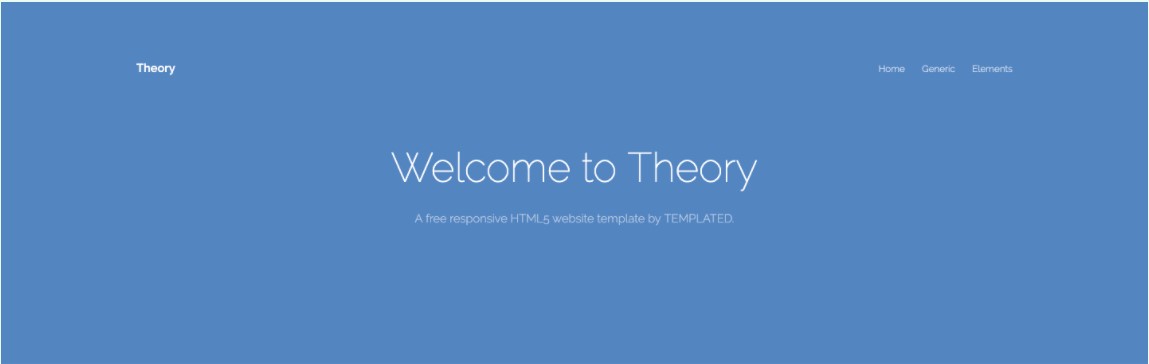 Theory
Home Generic Elements
Welcome to Theory
A free responsive HTML5 website template by TEMPLATED.